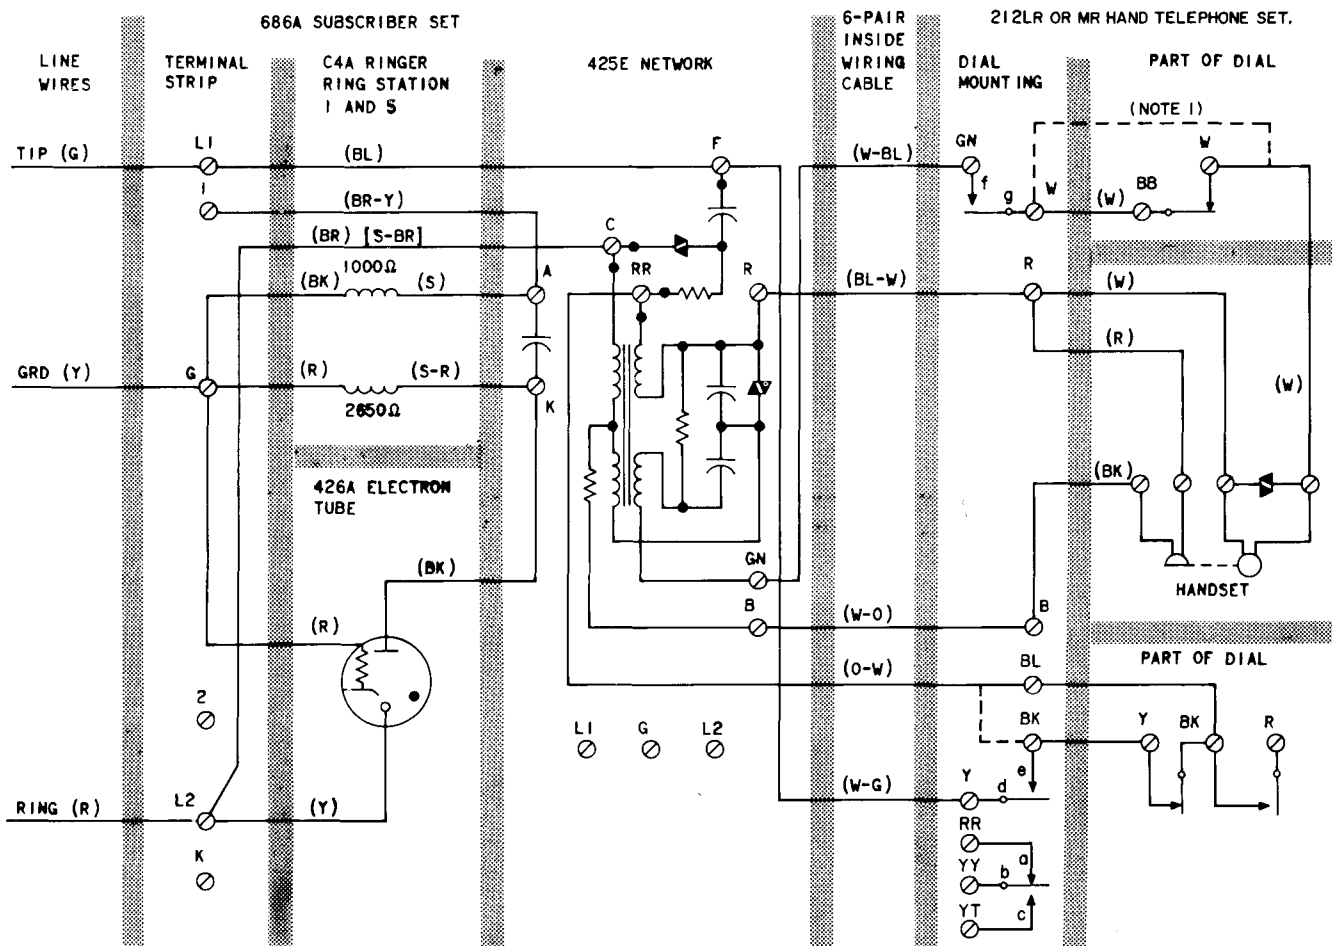 686A SUBSCRIBER SET
6-PAIR
INSIDE
WIRING
CABLE
212LR OR MR HAND TELEPHONE SET.
LINE
WIRES
TERMINAL
STRIP
C4A RINGER
RING STATION
1 AND 5
425E NETWORK
DIAL
MOUNTING
PART OF DIAL
(NOTE 1)
TIP (G)
L1
(BL)
F
(W-BL)
GN
W
f
g
W
(W)
BB
1
(BR-Y)
(BR) [S-BR]
C
1000Ω
(BK)
(S)
A
RR
R
(BL-W)
R
(W)
(R)
(W)
GRD (Y)
G
(R)
(S-R)
K
2650Ω
426A ELECTRON
TUBE
(BK)
(BK)
GN
HANDSET
B
(W-O)
B
(R)
PART OF DIAL
(O-W)
BL
2
L1
G
L2
BK
Y
BK
R
e
(W-G)
Y
d
RING (R)
L2
(Y)
RR
a
K
YY
b
YT
c